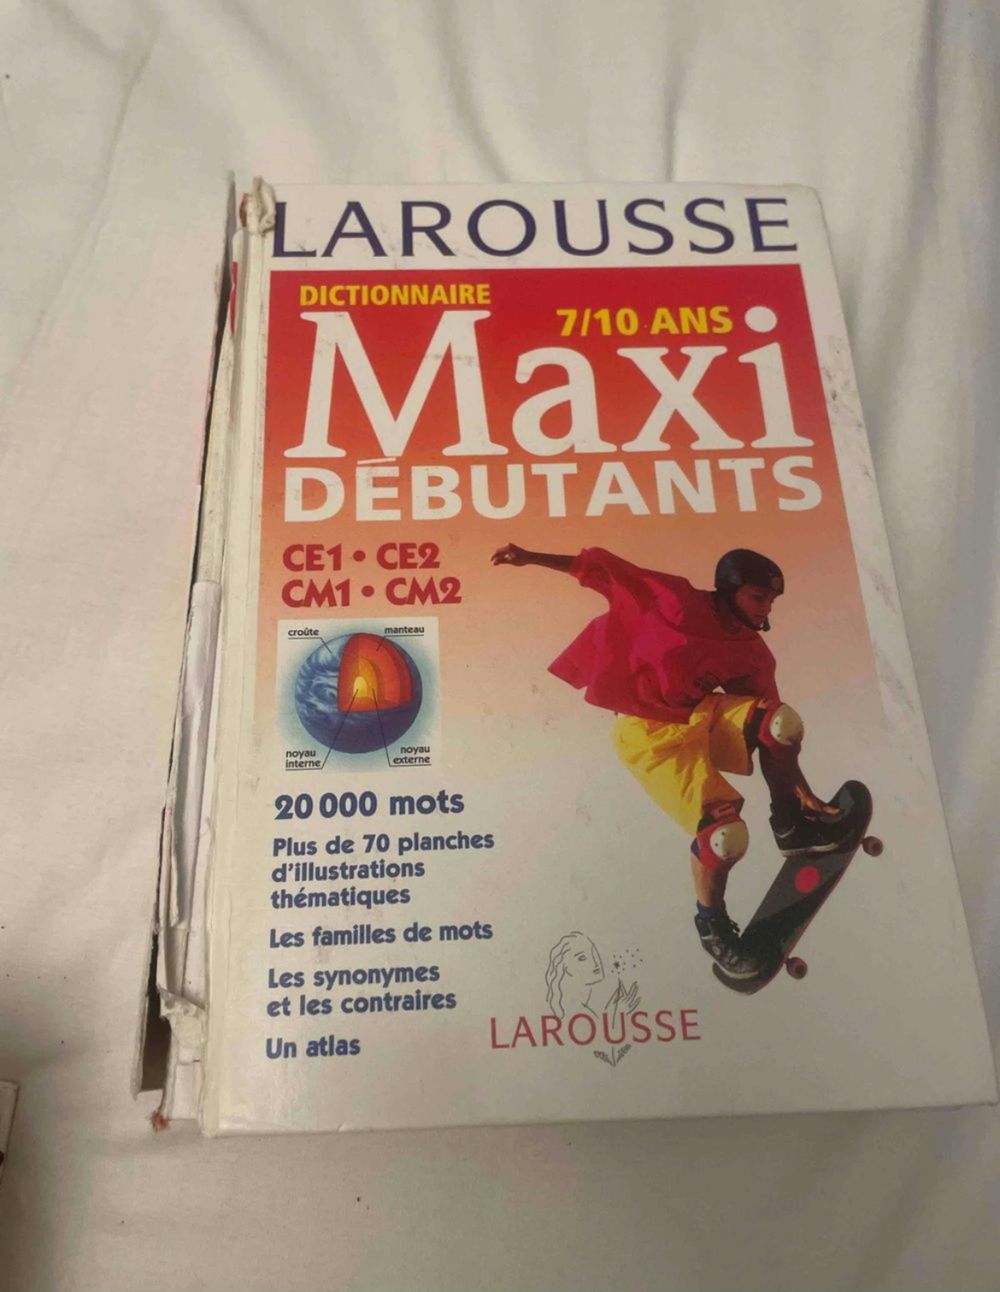 LAROUSSE
DICTIONNAIRE
7/10 ANS
Maxi
DÉBUTANTS
CE1 • CE2
CM1 • CM2
croûte
manteau
noyau
interne
noyau
externe
20 000 mots
Plus de 70 planches
d'illustrations
thématiques
Les familles de mots
Les synonymes
et les contraires
Un atlas
LAROUSSE